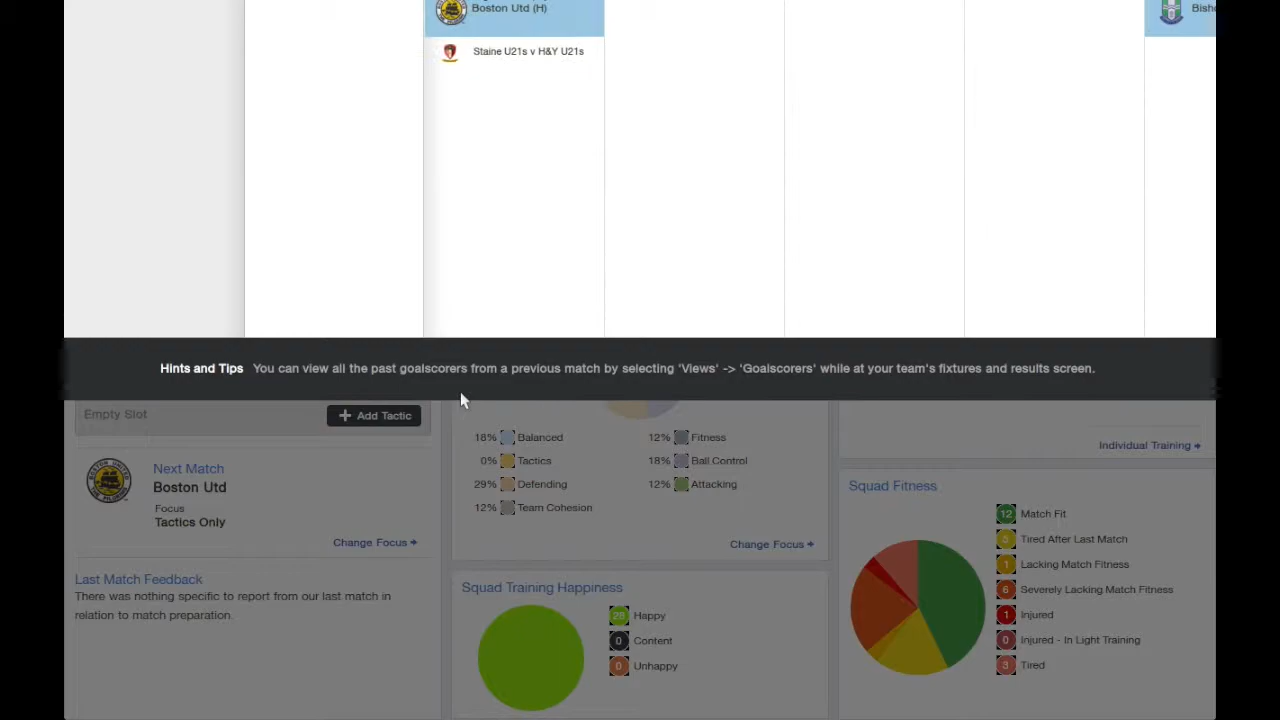 Boston Utd (H)
Bish
Staine U21s v H&Y U21s
Hints and Tips You can view all the past goalscorers from a previous match by selecting 'Views' -> 'Goalscorers' while at your team's fixtures and results screen.
Empty Slot
Add Tactic
Next Match
Boston Utd
Focus
Tactics Only
Change Focus
Last Match Feedback
There was nothing specific to report from our last match in
relation to match preparation.
18% Balanced
0% Tactics
29% Defending
12% Team Cohesion
12% Fitness
18% Ball Control
12% Attacking
Change Focus
Squad Training Happiness
28 Happy
0 Content
0 Unhappy
Individual Training
Squad Fitness
12 Match Fit
5 Tired After Last Match
1 Lacking Match Fitness
6 Severely Lacking Match Fitness
1 Injured
0 Injured - In Light Training
3 Tired